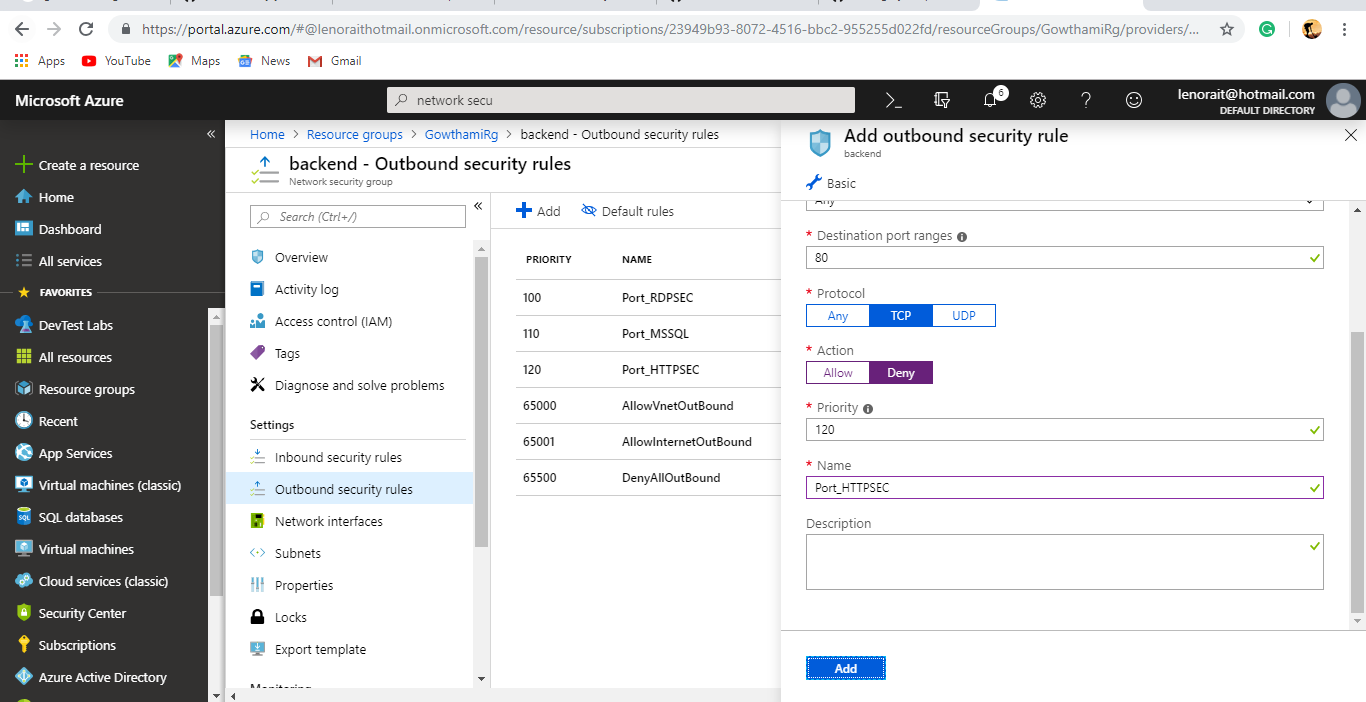 https://portal.azure.com/#@lenoraithotmail.onmicrosoft.com/resource/subscriptions/23949b93-8072-4516-bbc2-955255d022fd/resourceGroups/GowthamiRg/providers/...
Apps YouTube Maps News Gmail
Microsoft Azure
network secu
6
lenorait@hotmail.com
DEFAULT DIRECTORY
Create a resource
Home
Dashboard
All services
FAVORITES
DevTest Labs
All resources
Resource groups
Recent
App Services
Virtual machines (classic)
SQL databases
Virtual machines
Cloud services (classic)
Security Center
Subscriptions
Azure Active Directory
Home > Resource groups > GowthamiRg > backend - Outbound security rules
backend - Outbound security rules
Network security group
Search (Ctrl+/)
Overview
Activity log
Access control (IAM)
Tags
Diagnose and solve problems
Settings
Inbound security rules
Outbound security rules
Network interfaces
Subnets
Properties
Locks
Export template
Monitoring
Add Default rules
PRIORITY NAME
100 Port_RDPSEC
110 Port_MSSQL
120 Port_HTTPSEC
65000 AllowVnetOutBound
65001 AllowInternetOutBound
65500 DenyAllOutBound
Add outbound security rule
backend
Basic
Any
* Destination port ranges
80
* Protocol
Any TCP UDP
* Action
Allow Deny
* Priority
120
* Name
Port_HTTPSEC
Description
Add